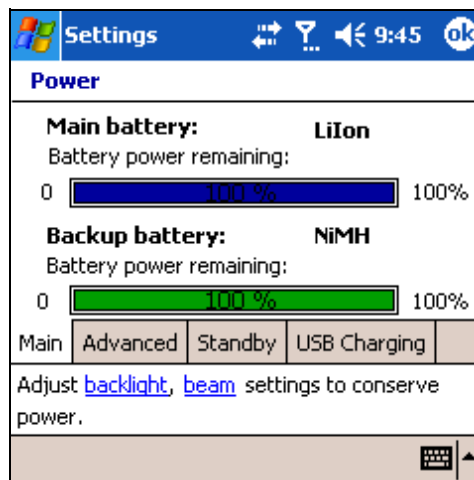 Settings 9:45 ok
Power
Main battery: LiIon
Battery power remaining:
0 100 % 100%
Backup battery: NiMH
Battery power remaining:
0 100 % 100%
Main Advanced Standby USB Charging
Adjust backlight, beam settings to conserve
power.